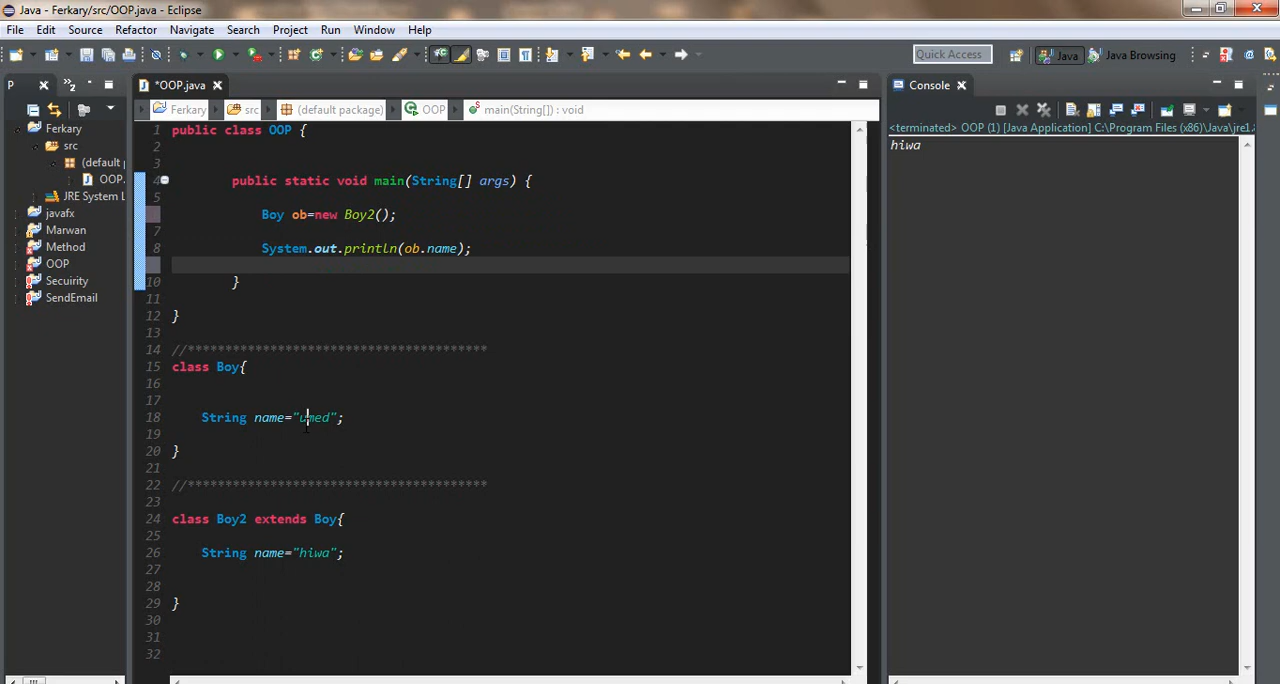 Java - Ferkary/src/OOP.java - Eclipse
File Edit Source Refactor Navigate Search Project Run Window Help
Quick Access Java Java Browsing
P »2 *OOP.java Console
Ferkary src (default package) OOP main(String[]) : void
<terminated> OOP (1) [Java Application] C:\Program Files (x86)\Java\jre1.
hiwa
Ferkary
src
(default p
OOP.
JRE System L
javafx
Marwan
Method
OOP
Secuirity
SendEmail
1 public class OOP {
2
3
4 public static void main(String[] args) {
5
Boy ob=new Boy2();
7
8 System.out.println(ob.name);
10 }
11
12 }
13
14 //****************************************
15 class Boy{
16
17
18 String name="umed";
19
20 }
21
22 //****************************************
23
24 class Boy2 extends Boy{
25
26 String name="hiwa";
27
28
29 }
30
31
32